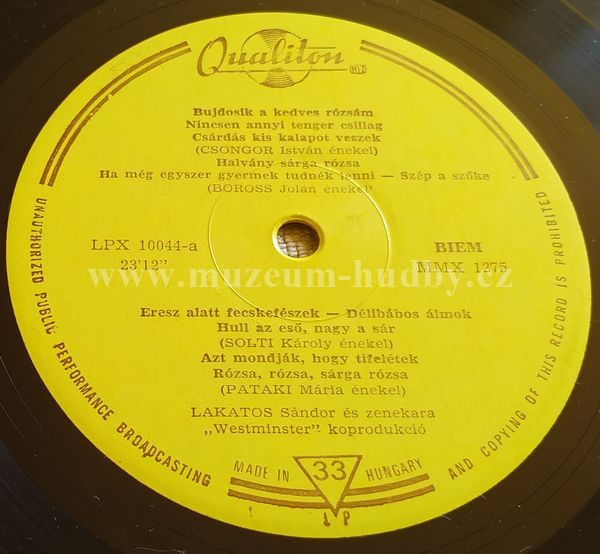 Qualiton
Bujdosik a kedves rózsám
Nincsen annyi tenger csillag
Csárdás kis kalapot veszek
(CSONGOR István énekel)
Halvány sárga rózsa
Ha még egyszer gyermek tudnék lenni — Szép a szőke
(BOROSS Jolán énekel)
LPX 10044-a
23'12"
BIEM
MMX 1275
www.muzeum-hudby.cz
Eresz alatt fecskefészek — Délibábos álmok
Hull az eső, nagy a sár
(SOLTI Károly énekel)
Azt mondják, hogy tifelétek
Rózsa, rózsa, sárga rózsa
(PATAKI Mária énekel)
LAKATOS Sándor és zenekara
„Westminster" koprodukció
MADE IN 33 HUNGARY
LP
UNAUTHORIZED PUBLIC PERFORMANCE BROADCASTING
AND COPYING OF THIS RECORD IS PROHIBITED